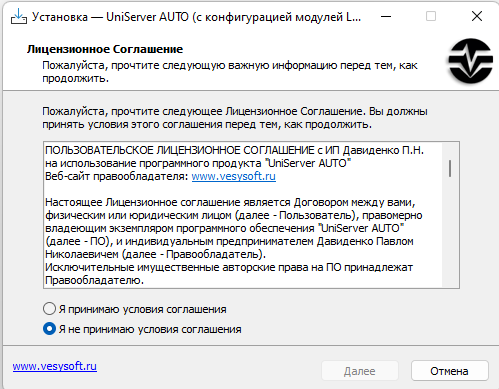 Установка — UniServer AUTO (с конфигурацией модулей L...
Лицензионное Соглашение
Пожалуйста, прочтите следующую важную информацию перед тем, как
продолжить.
Пожалуйста, прочтите следующее Лицензионное Соглашение. Вы должны
принять условия этого соглашения перед тем, как продолжить.
ПОЛЬЗОВАТЕЛЬСКОЕ ЛИЦЕНЗИОННОЕ СОГЛАШЕНИЕ с ИП Давиденко П.Н.
на использование программного продукта "UniServer AUTO"
Веб-сайт правообладателя: www.vesysoft.ru
Настоящее Лицензионное соглашение является Договором между вами,
физическим или юридическим лицом (далее - Пользователь), правомерно
владеющим экземпляром программного обеспечения "UniServer AUTO"
(далее - ПО), и индивидуальным предпринимателем Давиденко Павлом
Николаевичем (далее - Правообладатель).
Исключительные имущественные авторские права на ПО принадлежат
Правообладателю.
Я принимаю условия соглашения
Я не принимаю условия соглашения
www.vesysoft.ru
Далее
Отмена